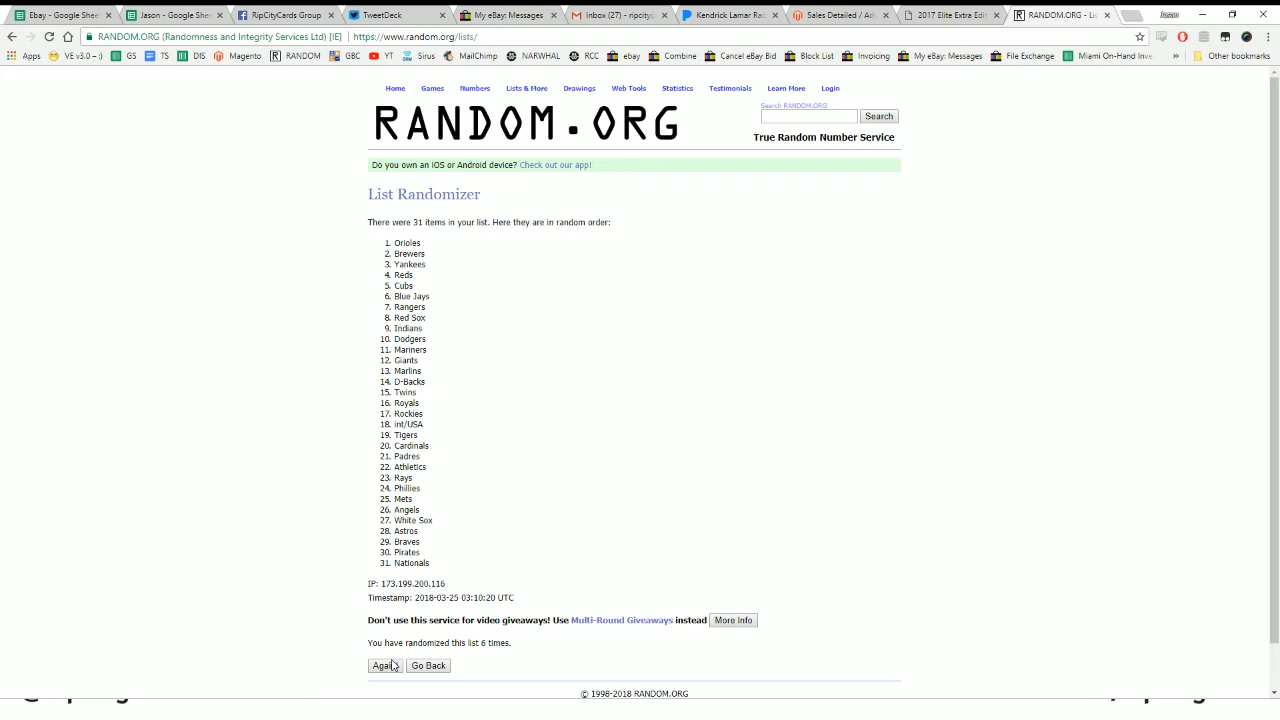 Ebay - Google Shee
Jason - Google Shee
RipCityCards Group
TweetDeck
My eBay: Messages
Inbox (27) - ripcityc
Kendrick Lamar Rad
Sales Detailed / Adv
2017 Elite Extra Edit
RANDOM.ORG - Lis
Jason
RANDOM.ORG (Randomness and Integrity Services Ltd) [IE]
https://www.random.org/lists/
Apps VE v3.0 – :) GS TS DIS Magento RANDOM GBC YT Sirus MailChimp NARWHAL RCC ebay Combine Cancel eBay Bid Block List Invoicing My eBay: Messages File Exchange Miami On-Hand Inve » Other bookmarks
Home Games Numbers Lists & More Drawings Web Tools Statistics Testimonials Learn More Login
RANDOM.ORG
Search RANDOM.ORG
Search
True Random Number Service
Do you own an iOS or Android device? Check out our app!
List Randomizer
There were 31 items in your list. Here they are in random order:
1. Orioles
2. Brewers
3. Yankees
4. Reds
5. Cubs
6. Blue Jays
7. Rangers
8. Red Sox
9. Indians
10. Dodgers
11. Mariners
12. Giants
13. Marlins
14. D-Backs
15. Twins
16. Royals
17. Rockies
18. int/USA
19. Tigers
20. Cardinals
21. Padres
22. Athletics
23. Rays
24. Phillies
25. Mets
26. Angels
27. White Sox
28. Astros
29. Braves
30. Pirates
31. Nationals
IP: 173.199.200.116
Timestamp: 2018-03-25 03:10:20 UTC
Don't use this service for video giveaways! Use Multi-Round Giveaways instead More Info
You have randomized this list 6 times.
Again! Go Back
© 1998-2018 RANDOM.ORG